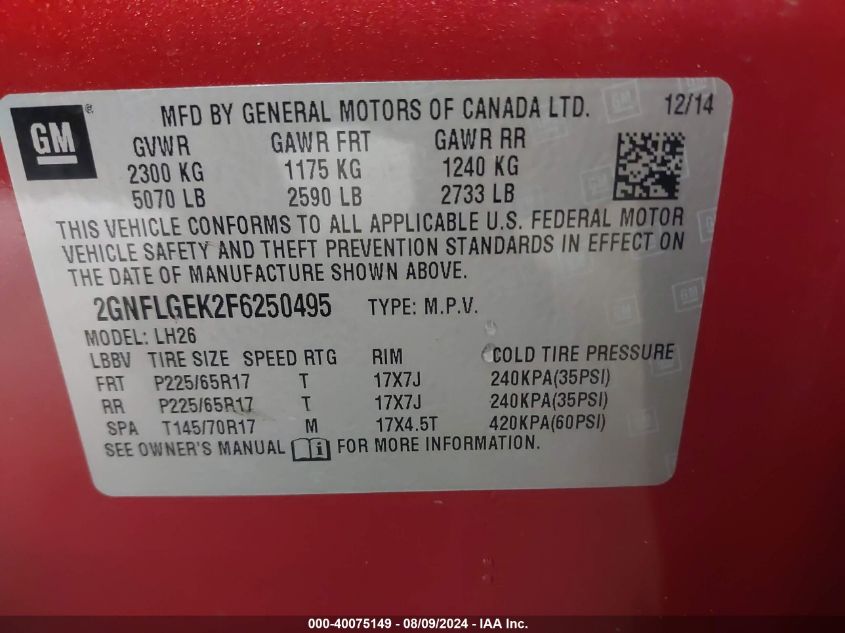 GM ® MFD BY GENERAL MOTORS OF CANADA LTD. 12/14
GVWR GAWR FRT GAWR RR
2300 KG 1175 KG 1240 KG
5070 LB 2590 LB 2733 LB
THIS VEHICLE CONFORMS TO ALL APPLICABLE U.S. FEDERAL MOTOR
VEHICLE SAFETY AND THEFT PREVENTION STANDARDS IN EFFECT ON
THE DATE OF MANUFACTURE SHOWN ABOVE.
2GNFLGEK2F6250495 TYPE: M.P.V.
MODEL: LH26
LBBV TIRE SIZE SPEED RTG RIM COLD TIRE PRESSURE
FRT P225/65R17 T 17X7J 240KPA(35PSI)
RR P225/65R17 T 17X7J 240KPA(35PSI)
SPA T145/70R17 M 17X4.5T 420KPA(60PSI)
SEE OWNER'S MANUAL i FOR MORE INFORMATION.
000-40075149 - 08/09/2024 - IAA Inc.